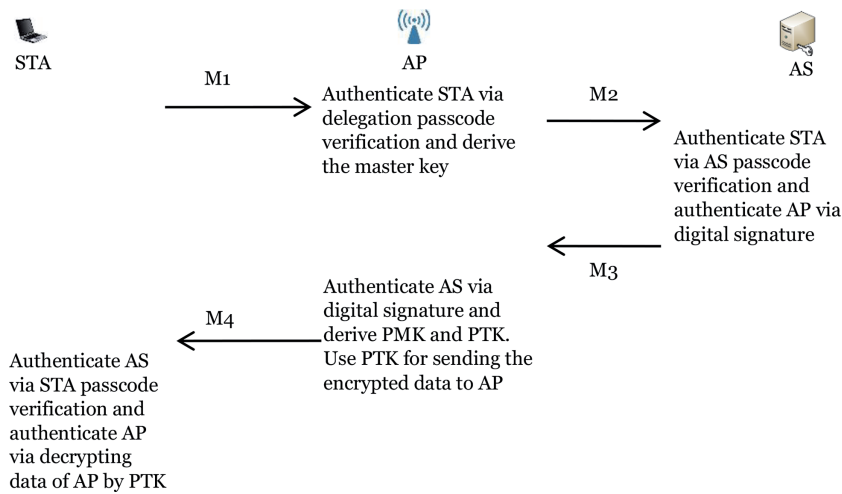 STA
AP
AS
M1
M2
Authenticate STA via
delegation passcode
verification and derive
the master key
Authenticate STA
via AS passcode
verification and
authenticate AP via
digital signature
M3
Authenticate AS via
digital signature and
derive PMK and PTK.
Use PTK for sending the
encrypted data to AP
M4
Authenticate AS
via STA passcode
verification and
authenticate AP
via decrypting
data of AP by PTK